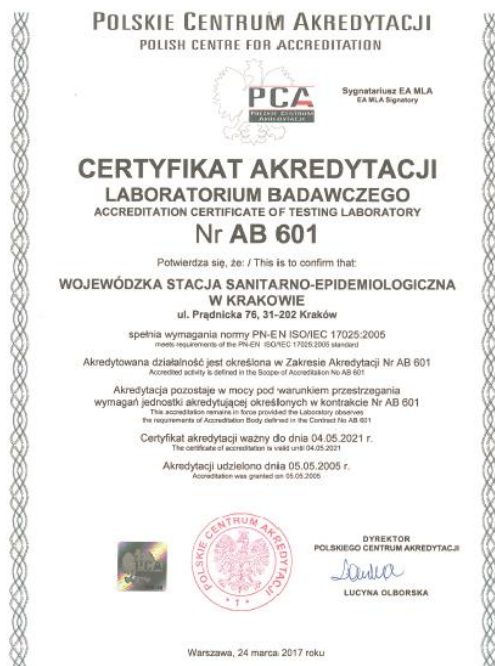 POLSKIE CENTRUM AKREDYTACJI
POLISH CENTRE FOR ACCREDITATION
PCA
POLSKIE CENTRUM
AKREDYTACJI
Sygnatariusz EA MLA
EA MLA Signatory
CERTYFIKAT AKREDYTACJI
LABORATORIUM BADAWCZEGO
ACCREDITATION CERTIFICATE OF TESTING LABORATORY
Nr AB 601
Potwierdza się, że: / This is to confirm that:
WOJEWÓDZKA STACJA SANITARNO-EPIDEMIOLOGICZNA
W KRAKOWIE
ul. Prądnicka 76, 31-202 Kraków
spełnia wymagania normy PN-EN ISO/IEC 17025:2005
meets requirements of the PN-EN ISO/IEC 17025:2005 standard
Akredytowana działalność jest określona w Zakresie Akredytacji Nr AB 601
Accredited activity is defined in the Scope of Accreditation No AB 601
Akredytacja pozostaje w mocy pod warunkiem przestrzegania
wymagań jednostki akredytującej określonych w kontrakcie Nr AB 601
This accreditation remains in force provided the Laboratory observes
the requirements of Accreditation Body defined in the Contract No AB 601
Certyfikat akredytacji ważny do dnia 04.05.2021 r.
The certificate of accreditation is valid until 04.05.2021
Akredytacji udzielono dnia 05.05.2005 r.
Accreditation was granted on 05.05.2005
PCA
POLSKIE CENTRUM AKREDYTACJI
* 1 *
DYREKTOR
POLSKIEGO CENTRUM AKREDYTACJI
LUCYNA OLBORSKA
Warszawa, 24 marca 2017 roku